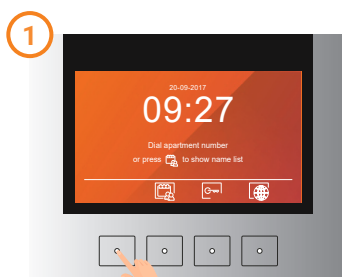 1
20-09-2017
09:27
Dial apartment number
or press to show name list